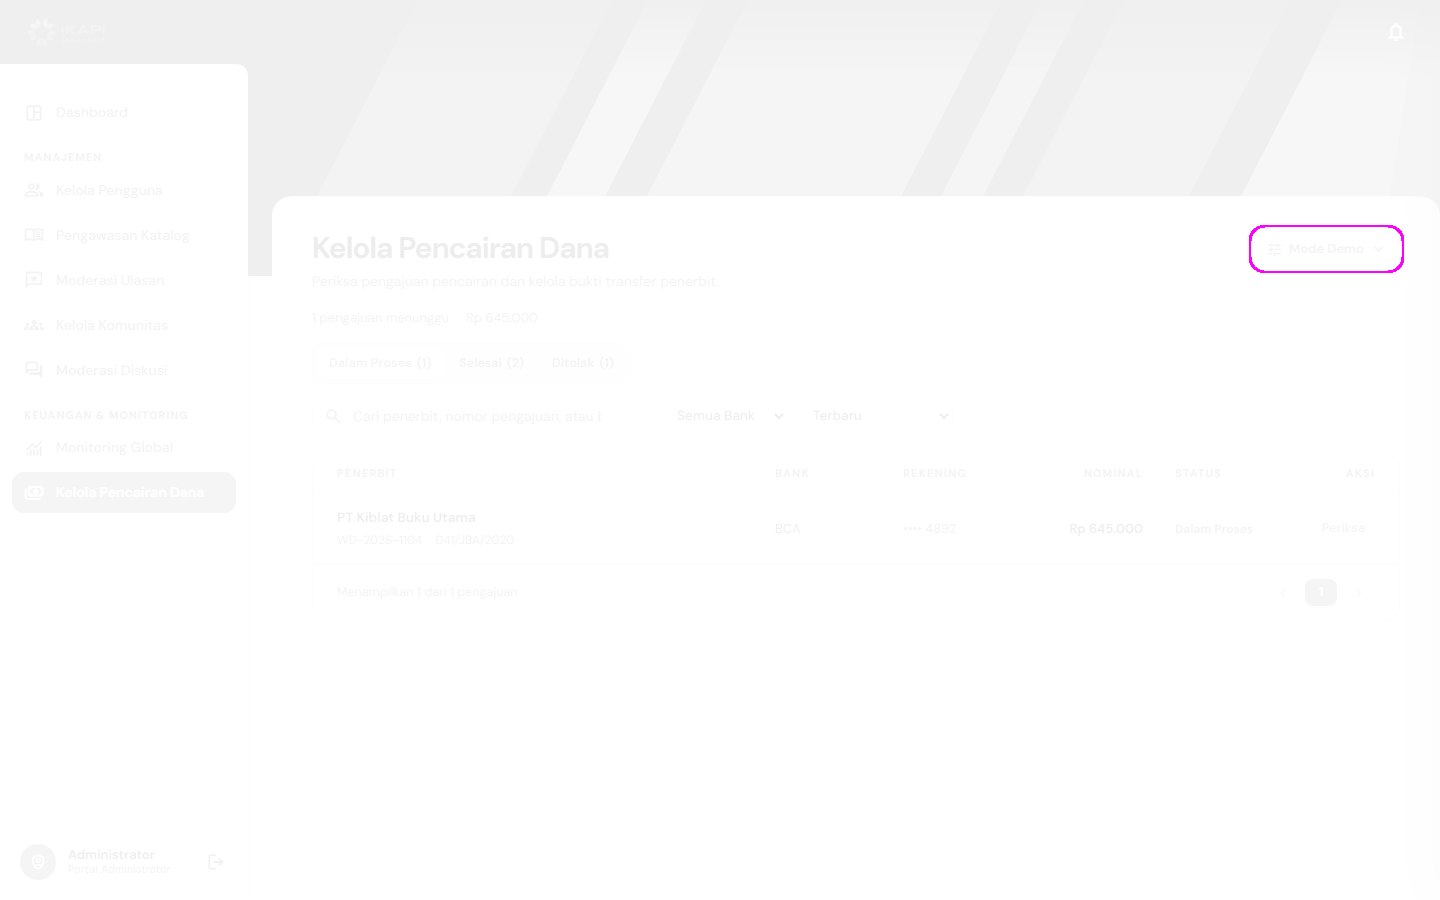 Dashboard
MANAJEMEN
Kelola Pengguna
Pengawasan Katalog
Moderasi Ulasan
Kelola Komunitas
Moderasi Diskusi
KEUANGAN & MONITORING
Monitoring Global
Kelola Pencairan Dana
Administrator
Portal Administrator
Kelola Pencairan Dana
Mode Demo
Periksa pengajuan pencairan dan kelola bukti transfer penerbit.
1 pengajuan menunggu Rp 645.000
Dalam Proses (1) Selesai (2) Ditolak (1)
Cari penerbit, nomor pengajuan, atau l
Semua Bank
Terbaru
PENERBIT BANK REKENING NOMINAL STATUS AKSI
PT Kiblat Buku Utama
WD-2026-1104 · 041/JBA/2020
BCA •••• 4892 Rp 645.000 Dalam Proses Periksa
Menampilkan 1 dari 1 pengajuan
1